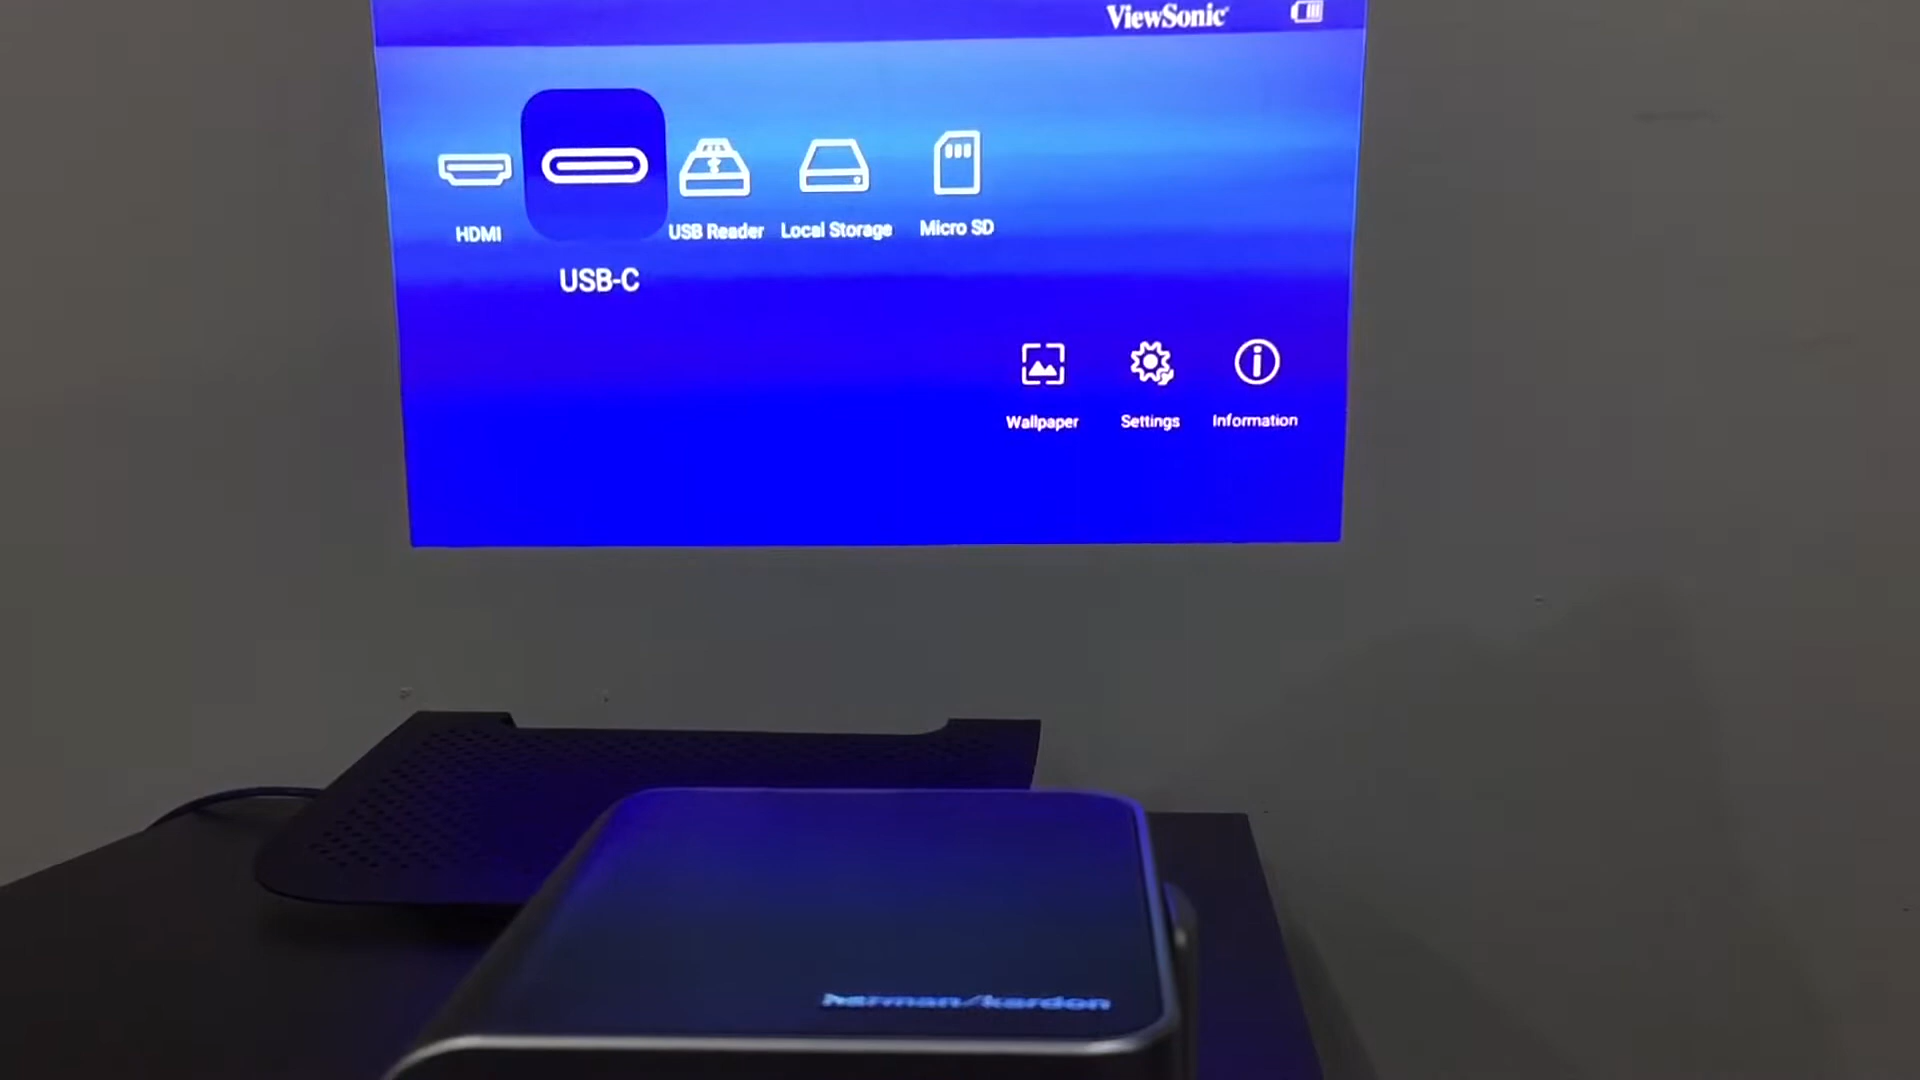 ViewSonic
HDMI
USB-C
USB Reader
Local Storage
Micro SD
Wallpaper
Settings
Information
harman/kardon